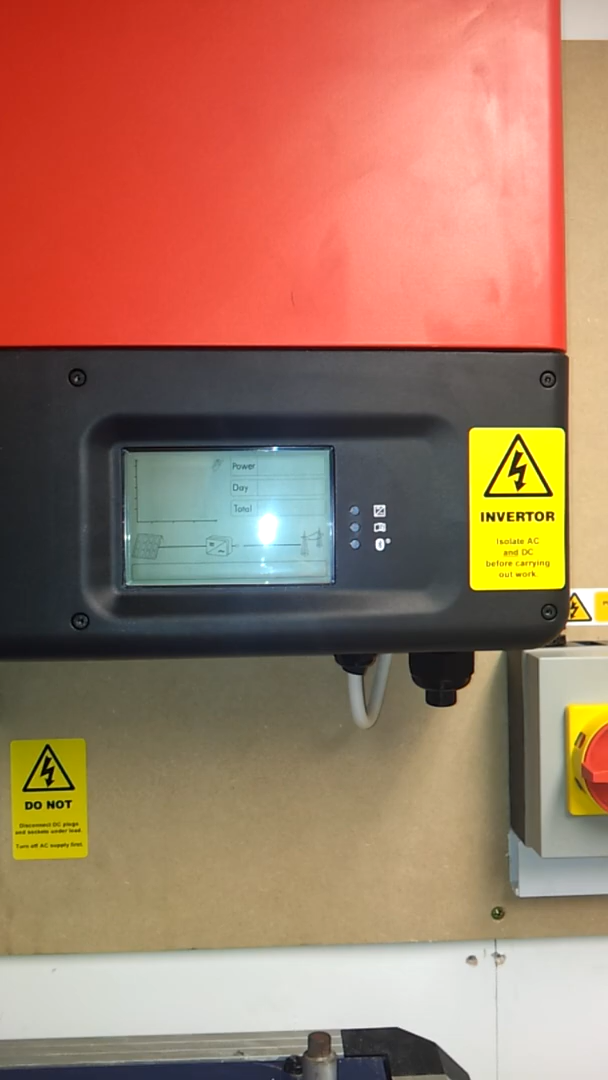 Power
Day
Total
INVERTOR
Isolate AC
and DC
before carrying
out work.
DO NOT
Disconnect DC plugs
and sockets under load.
Turn off AC supply first.